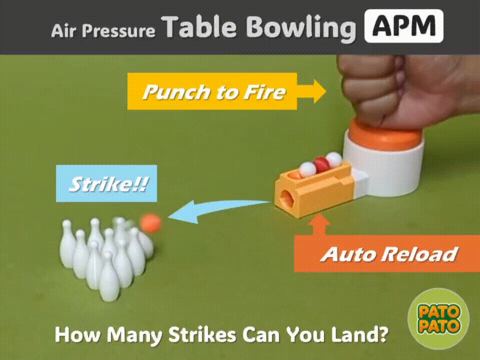 Air Pressure Table Bowling APM
Punch to Fire
Strike!!
Auto Reload
PATO
PATO
How Many Strikes Can You Land?